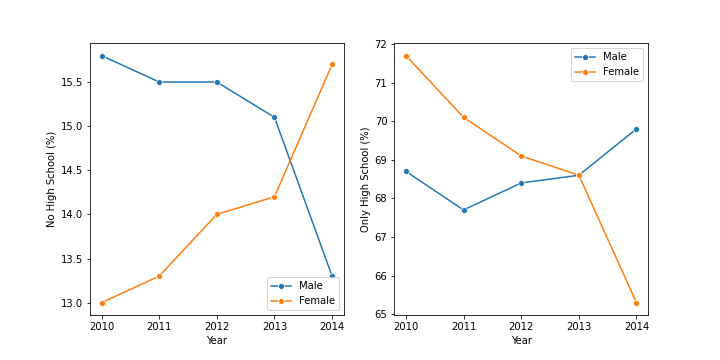 No High School (%)
15.5
15.0
14.5
14.0
13.5
13.0
2010 2011 2012 2013 2014
Year
Male
Female
Only High School (%)
72
71
70
69
68
67
66
65
2010 2011 2012 2013 2014
Year
Male
Female